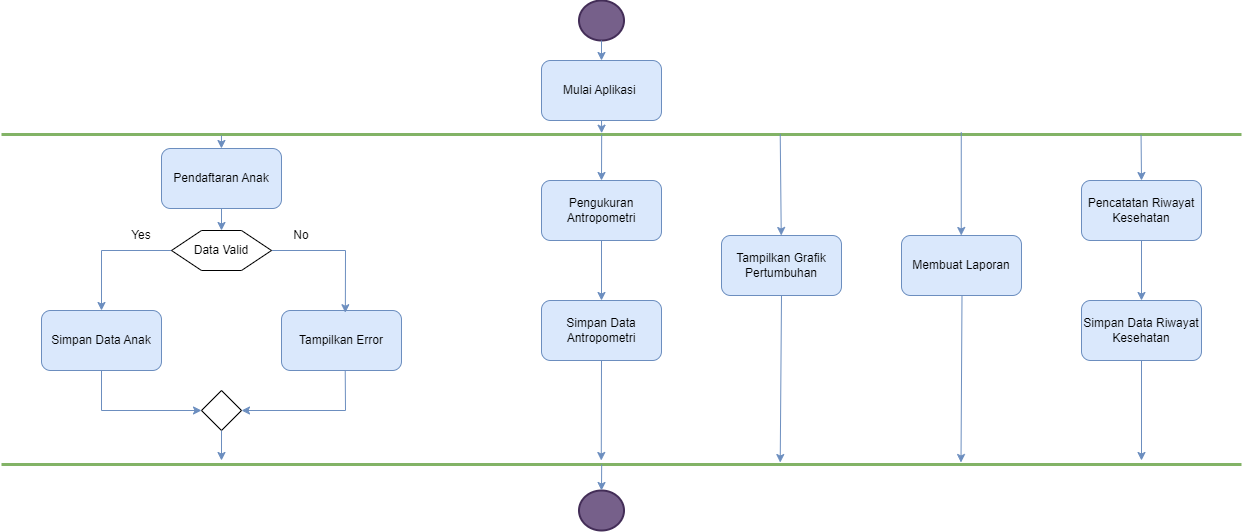 Mulai Aplikasi
Pendaftaran Anak
Yes
Data Valid
No
Simpan Data Anak
Tampilkan Error
Pengukuran
Antropometri
Simpan Data
Antropometri
Tampilkan Grafik
Pertumbuhan
Membuat Laporan
Pencatatan Riwayat
Kesehatan
Simpan Data Riwayat
Kesehatan